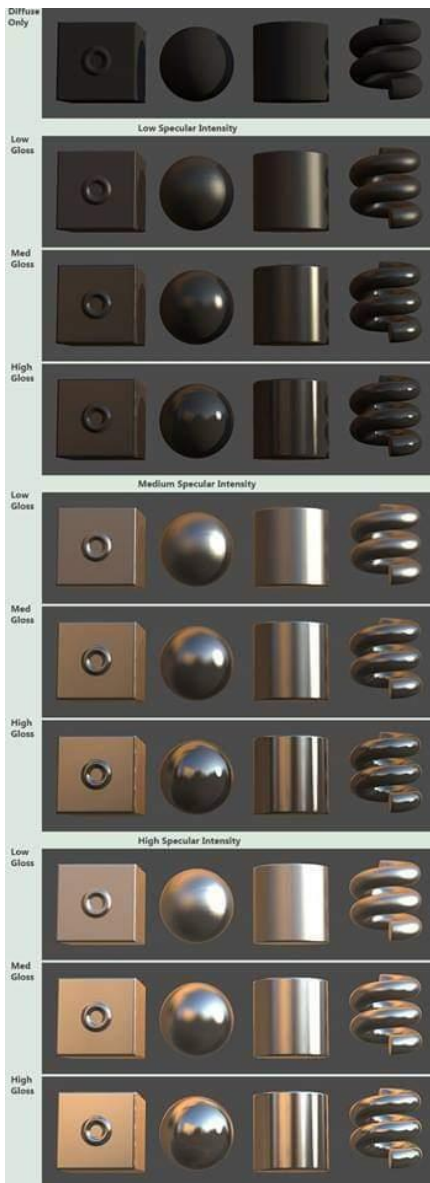 Diffuse
Only
Low Specular Intensity
Low
Gloss
Med
Gloss
High
Gloss
Medium Specular Intensity
Low
Gloss
Med
Gloss
High
Gloss
High Specular Intensity
Low
Gloss
Med
Gloss
High
Gloss